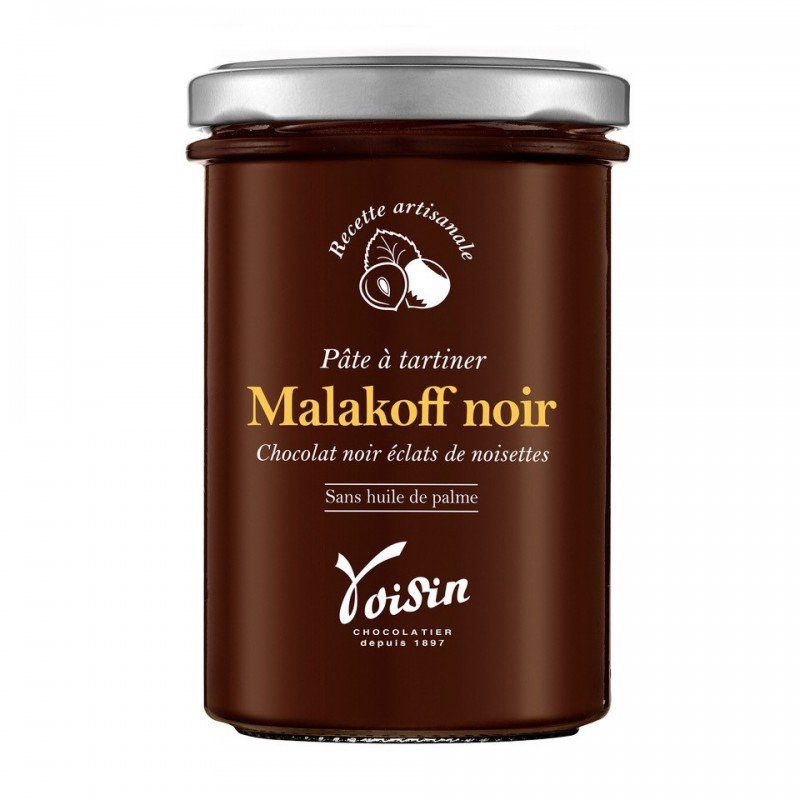 Recette artisanale
Pâte à tartiner
Malakoff noir
Chocolat noir éclats de noisettes
Sans huile de palme
Voisin
CHOCOLATIER
depuis 1897